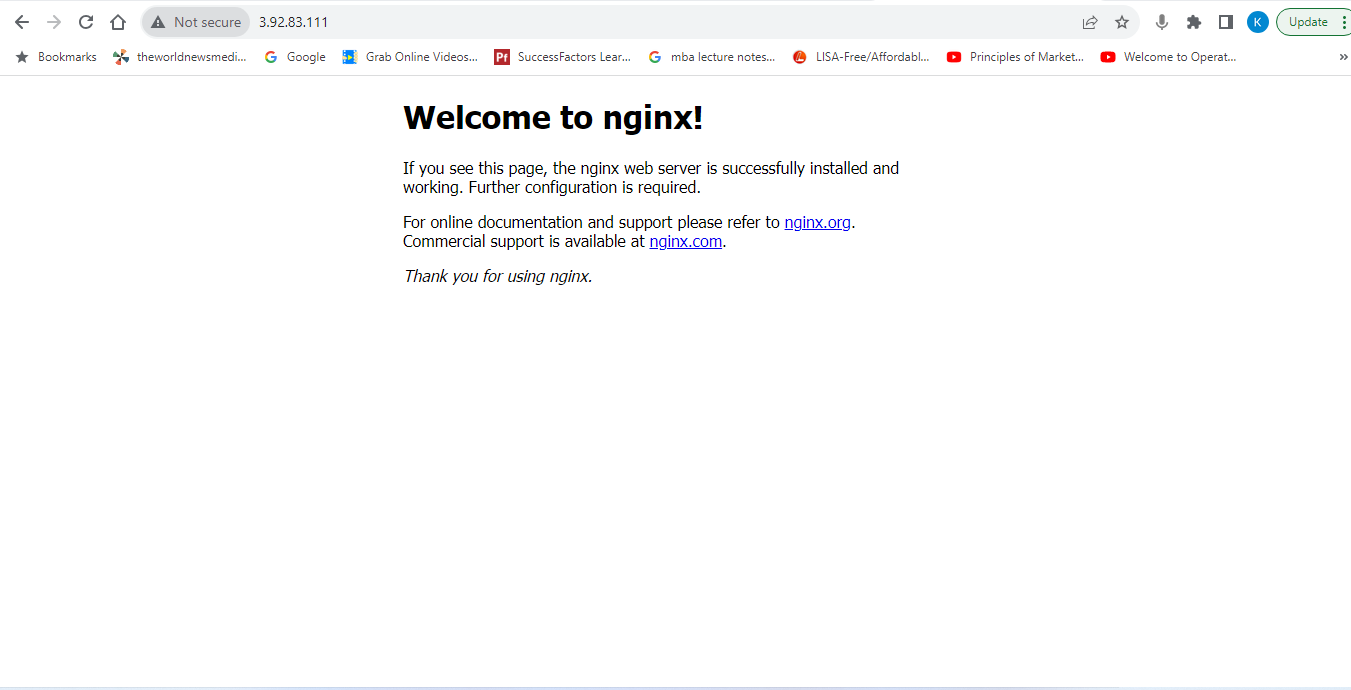 Not secure 3.92.83.111 K Update
Bookmarks theworldnewsmedi... Google Grab Online Videos... Pf SuccessFactors Lear... mba lecture notes... LISA-Free/Affordabl... Principles of Market... Welcome to Operat... »
Welcome to nginx!
If you see this page, the nginx web server is successfully installed and
working. Further configuration is required.
For online documentation and support please refer to nginx.org.
Commercial support is available at nginx.com.
Thank you for using nginx.